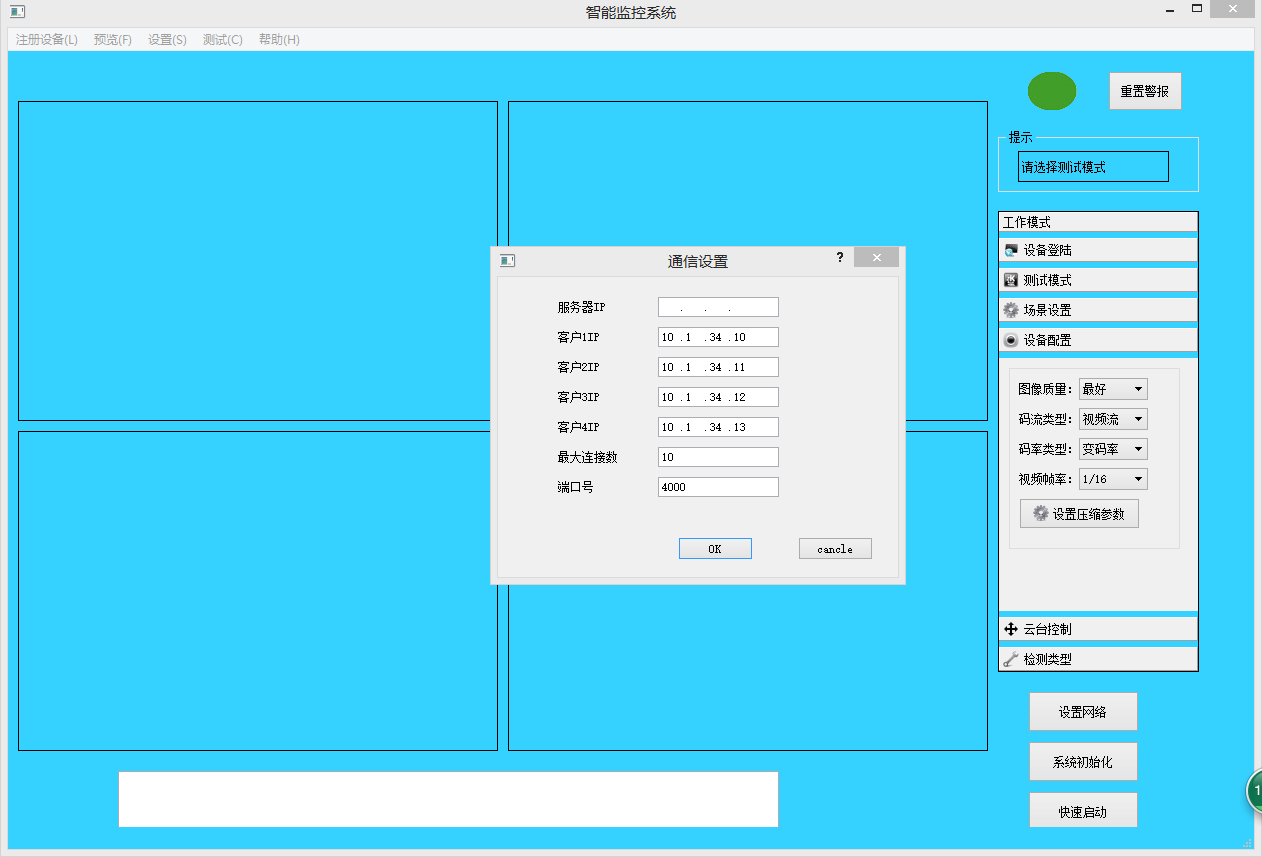 智能监控系统
注册设备(L) 预览(F) 设置(S) 测试(C) 帮助(H)
重置警报
提示
请选择测试模式
工作模式
设备登陆
测试模式
场景设置
设备配置
图像质量: 最好
码流类型: 视频流
码率类型: 变码率
视频帧率: 1/16
设置压缩参数
云台控制
检测类型
设置网络
系统初始化
快速启动
1
通信设置
?
服务器IP . . .
客户1IP 10 .1 .34 .10
客户2IP 10 .1 .34 .11
客户3IP 10 .1 .34 .12
客户4IP 10 .1 .34 .13
最大连接数 10
端口号 4000
OK cancle